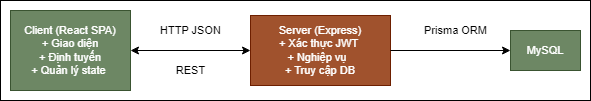 Client (React SPA)
+ Giao diện
+ Định tuyến
+ Quản lý state
HTTP JSON
REST
Server (Express)
+ Xác thực JWT
+ Nghiệp vụ
+ Truy cập DB
Prisma ORM
MySQL